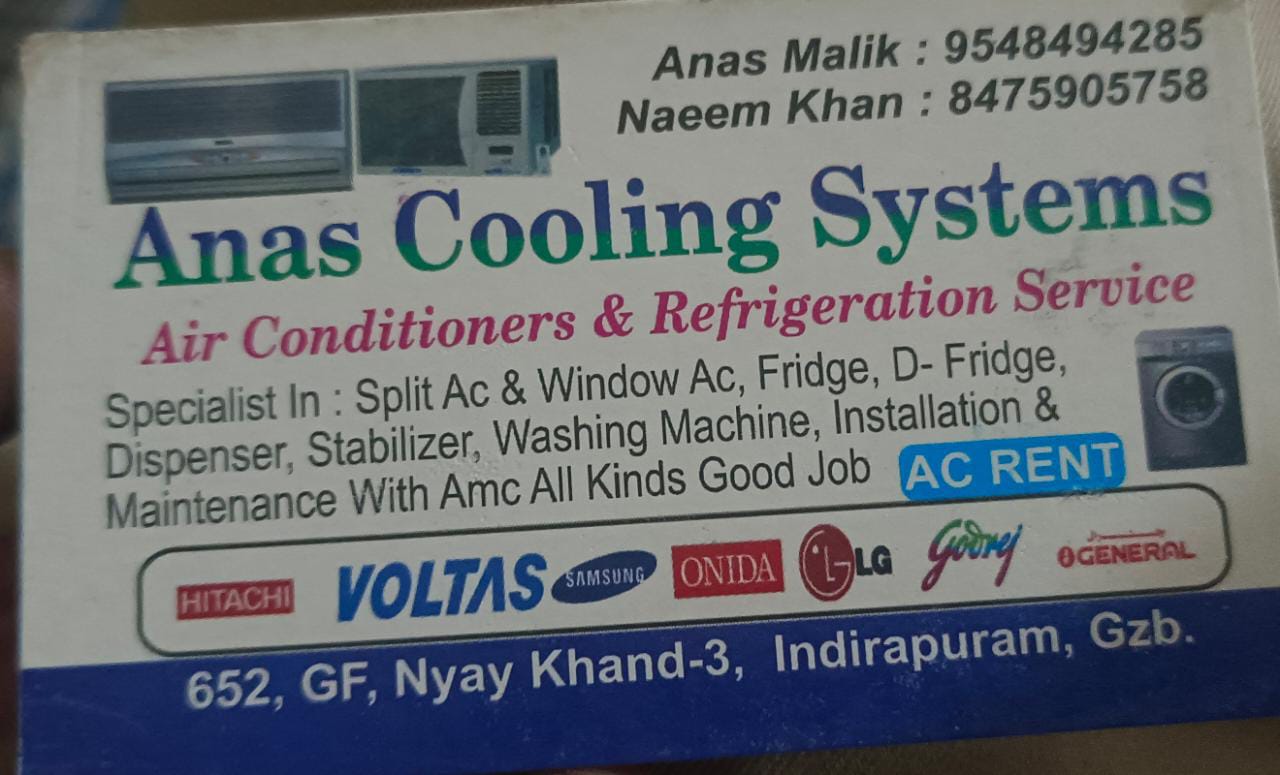 Anas Malik : 9548494285
Naeem Khan : 8475905758
Anas Cooling Systems
Air Conditioners & Refrigeration Service
Specialist In : Split Ac & Window Ac, Fridge, D- Fridge,
Dispenser, Stabilizer, Washing Machine, Installation &
Maintenance With Amc All Kinds Good Job
AC RENT
HITACHI VOLTAS SAMSUNG ONIDA LG Godrej OGENERAL
652, GF, Nyay Khand-3, Indirapuram, Gzb.